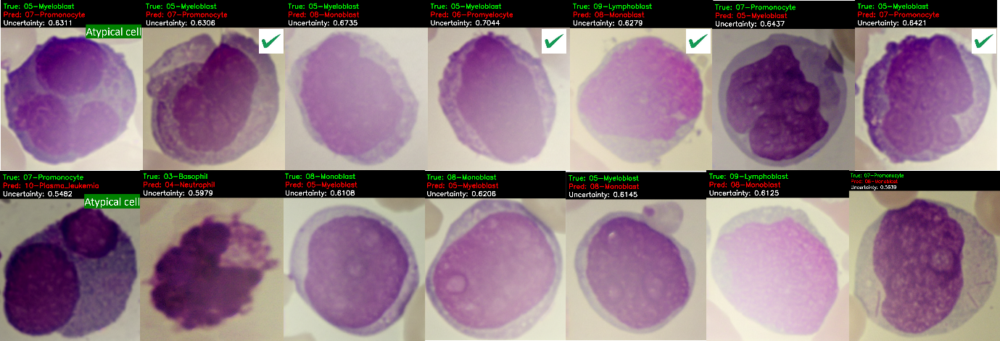 True: 05-Myeloblast
Pred: 07-Promonocyte
Uncertainty: 0.6311
Atypical cell
True: 05-Myeloblast
Pred: 07-Promonocyte
Uncertainty: 0.6306
True: 05-Myeloblast
Pred: 08-Monoblast
Uncertainty: 0.6735
True: 05-Myeloblast
Pred: 06-Promyelocyte
Uncertainty: 0.7044
True: 09-Lymphoblast
Pred: 08-Monoblast
Uncertainty: 0.6279
True: 07-Promonocyte
Pred: 05-Myeloblast
Uncertainty: 0.6437
True: 05-Myeloblast
Pred: 07-Promonocyte
Uncertainty: 0.6421
True: 07-Promonocyte
Pred: 10-Plasma_leukemia
Uncertainty: 0.5482
Atypical cell
True: 03-Basophil
Pred: 04-Neutrophil
Uncertainty: 0.5979
True: 08-Monoblast
Pred: 05-Myeloblast
Uncertainty: 0.6108
True: 08-Monoblast
Pred: 05-Myeloblast
Uncertainty: 0.6206
True: 05-Myeloblast
Pred: 08-Monoblast
Uncertainty: 0.6145
True: 09-Lymphoblast
Pred: 08-Monoblast
Uncertainty: 0.6125
True: 07-Promonocyte
Pred: 08-Monoblast
Uncertainty: 0.5639